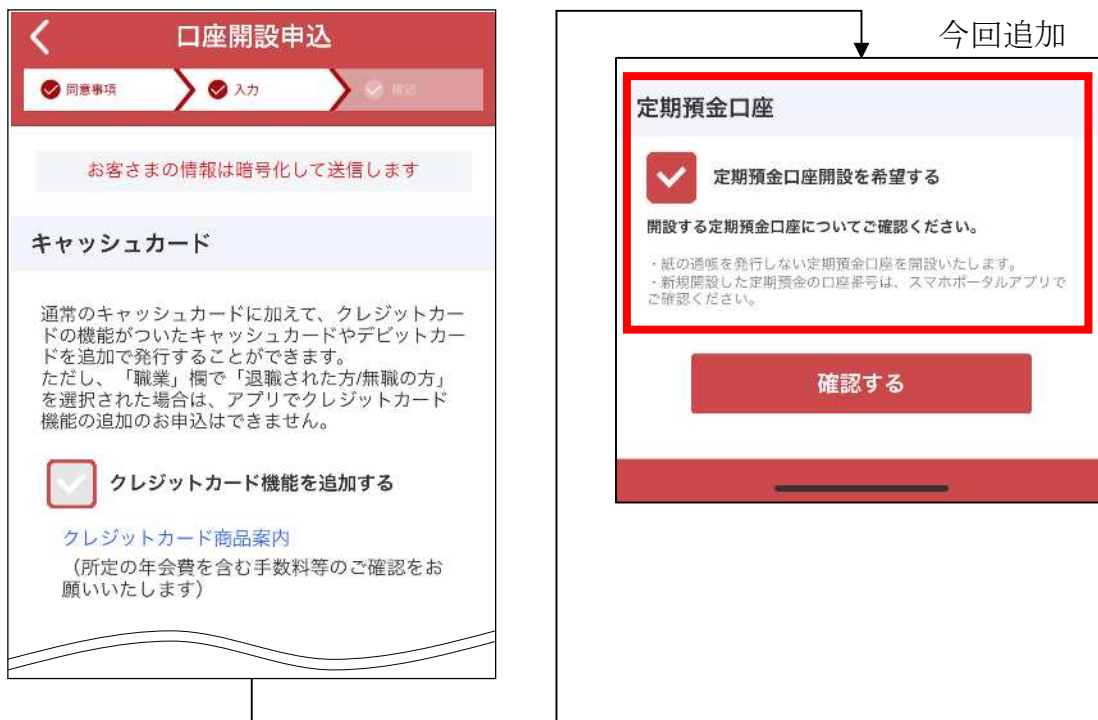 口座開設申込
同意事項
入力
確認
お客さまの情報は暗号化して送信します
キャッシュカード
通常のキャッシュカードに加えて、クレジットカー
ドの機能がついたキャッシュカードやデビットカー
ドを追加で発行することができます。
ただし、「職業」欄で「退職された方/無職の方」
を選択された場合は、アプリでクレジットカード
機能の追加のお申込はできません。
クレジットカード機能を追加する
クレジットカード商品案内
（所定の年会費を含む手数料等のご確認をお
願いいたします）
今回追加
定期預金口座
定期預金口座開設を希望する
開設する定期預金口座についてご確認ください。
・紙の通帳を発行しない定期預金口座を開設いたします。
・新規開設した定期預金の口座番号は、スマホポータルアプリで
ご確認ください。
確認する